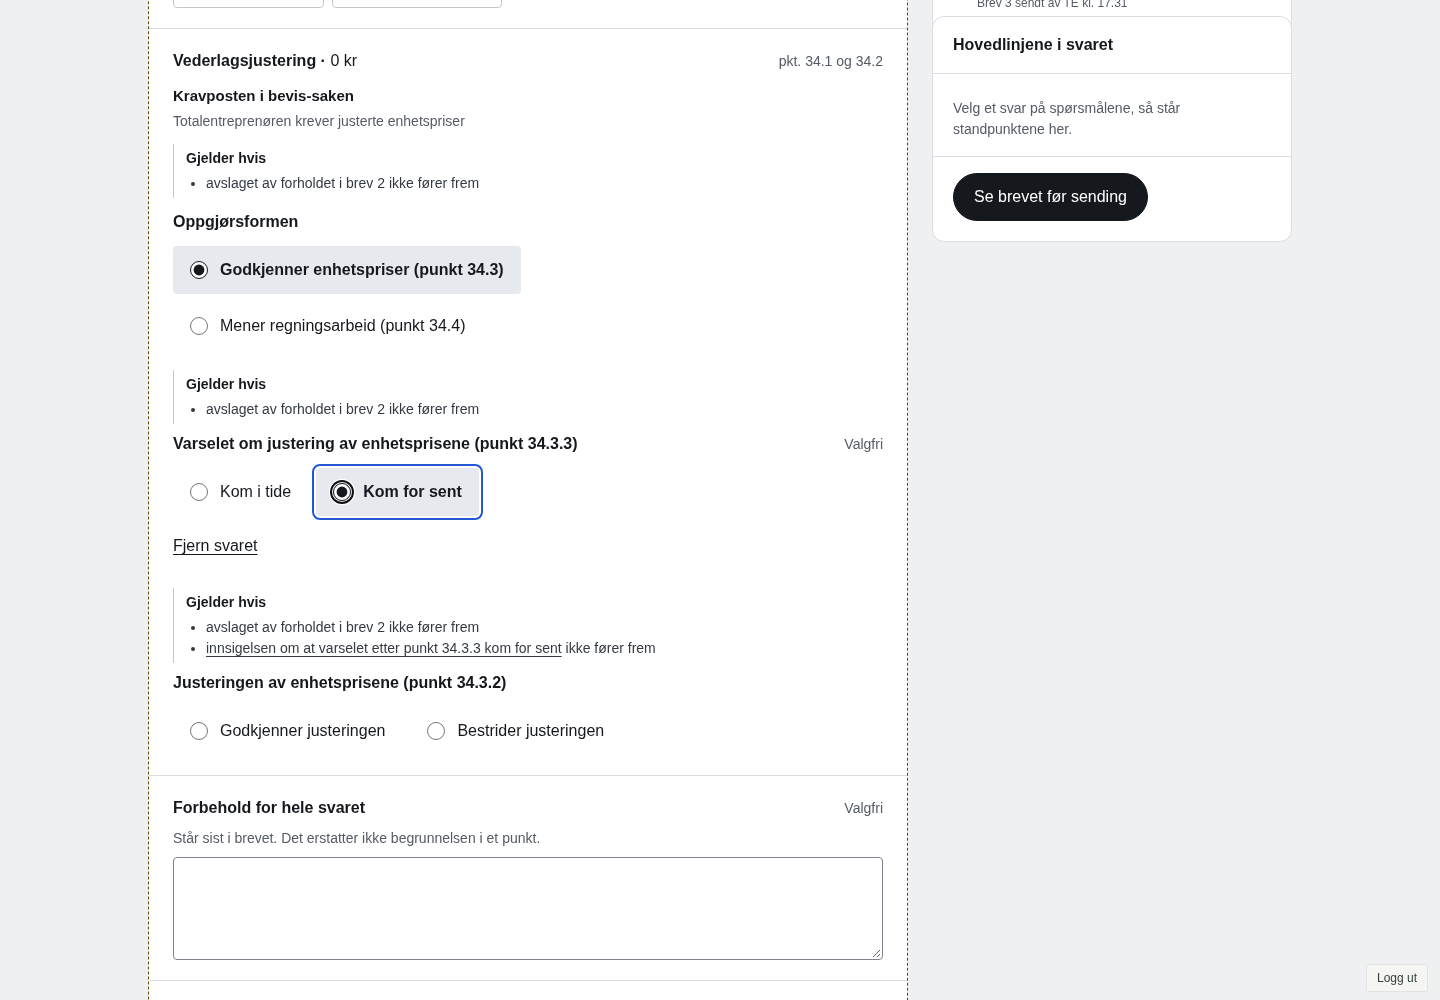 Vederlagsjustering · 0 kr
pkt. 34.1 og 34.2
Kravposten i bevis-saken
Totalentreprenøren krever justerte enhetspriser
Gjelder hvis
• avslaget av forholdet i brev 2 ikke fører frem
Oppgjørsformen
Godkjenner enhetspriser (punkt 34.3)
Mener regningsarbeid (punkt 34.4)
Gjelder hvis
• avslaget av forholdet i brev 2 ikke fører frem
Varselet om justering av enhetsprisene (punkt 34.3.3)
Valgfri
Kom i tide
Kom for sent
Fjern svaret
Gjelder hvis
• avslaget av forholdet i brev 2 ikke fører frem
• innsigelsen om at varselet etter punkt 34.3.3 kom for sent ikke fører frem
Justeringen av enhetsprisene (punkt 34.3.2)
Godkjenner justeringen
Bestrider justeringen
Forbehold for hele svaret
Valgfri
Står sist i brevet. Det erstatter ikke begrunnelsen i et punkt.
Brev 3 sendt av TE kl. 17.31
Hovedlinjene i svaret
Velg et svar på spørsmålene, så står
standpunktene her.
Se brevet før sending
Logg ut